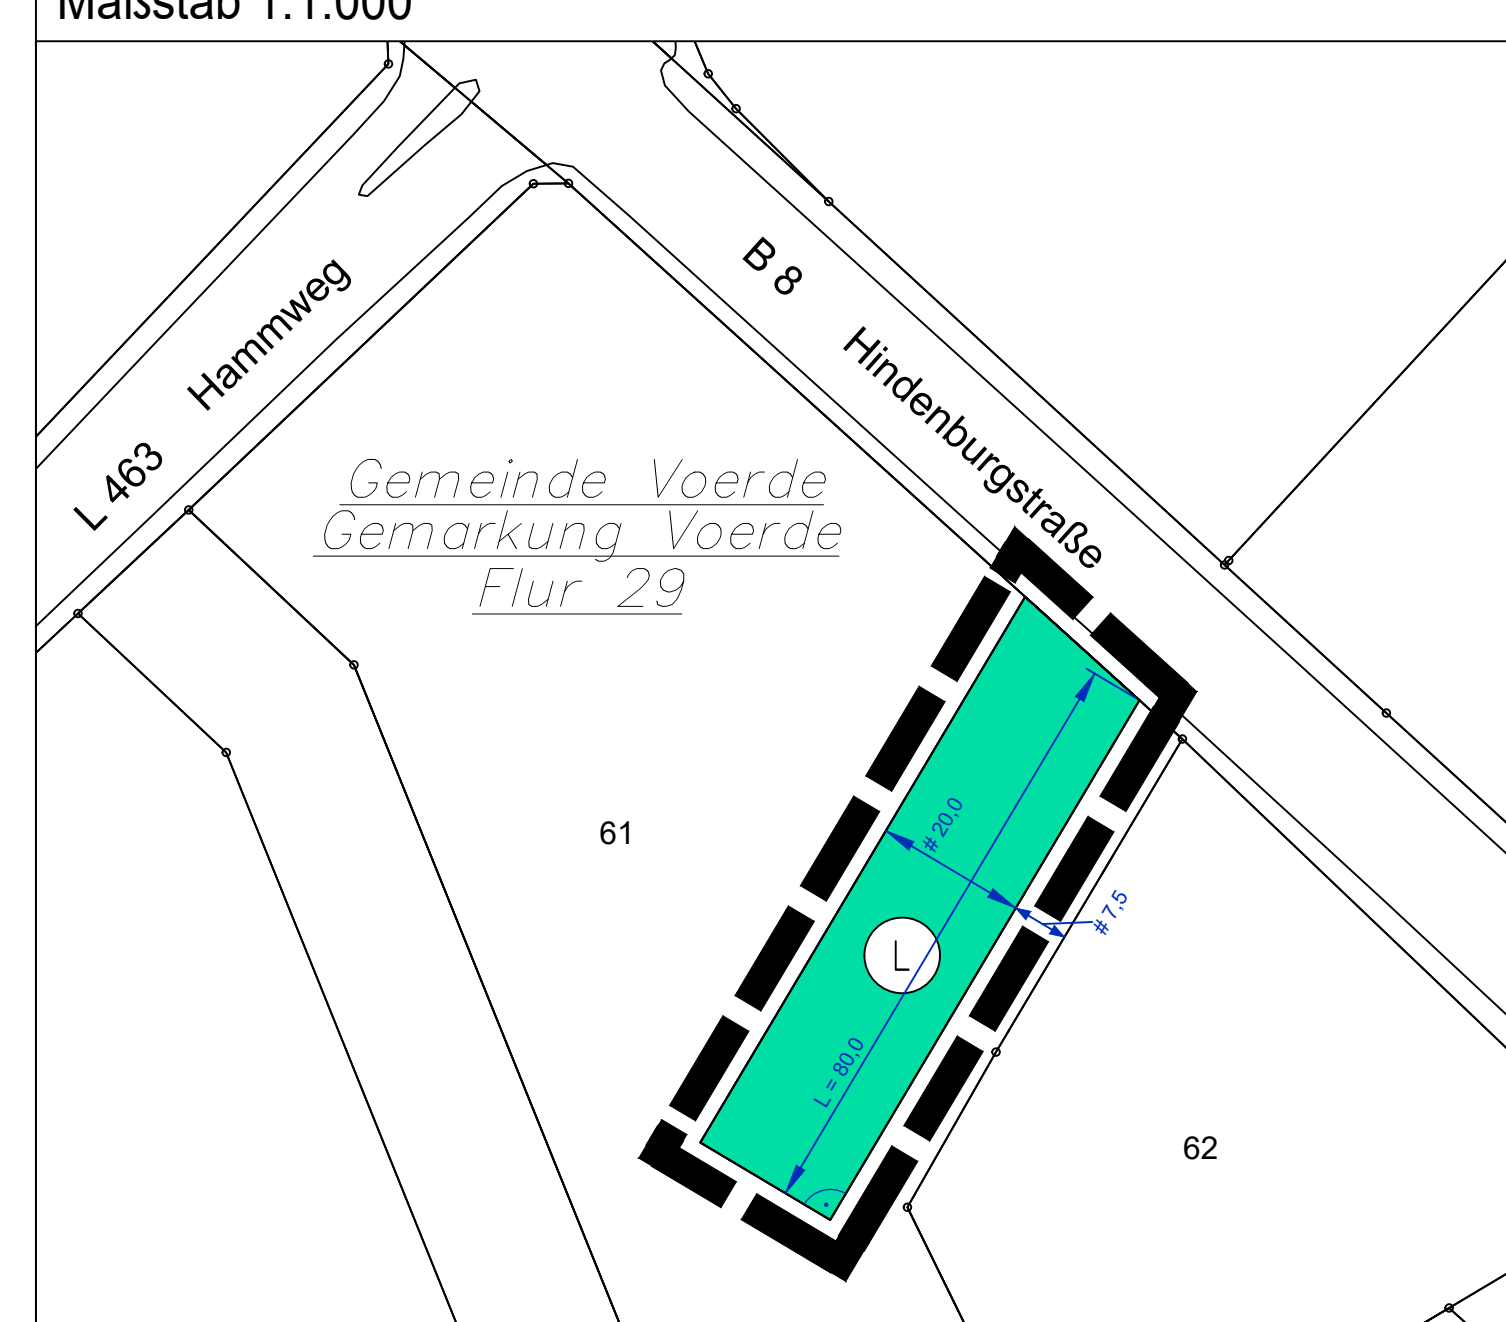 Maßstab 1:1.000
B 8
Hindenburgstraße
Hammweg
L 463
Gemeinde Voerde
Gemarkung Voerde
Flur 29
61
# 20,0
# 7,5
L
L = 80,0
62